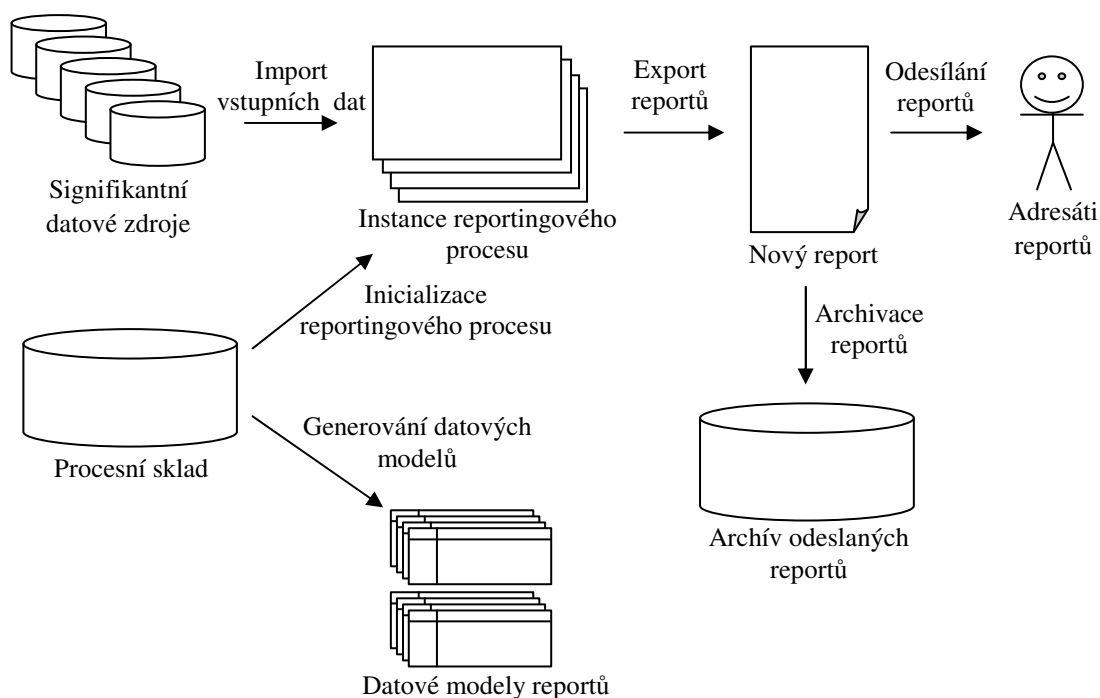 Import
vstupních dat
Export
reportů
Odesílání
reportů
Signifikantní
datové zdroje
Instance reportingového
procesu
Nový report
Adresáti
reportů
Inicializace
reportingového procesu
Archivace
reportů
Procesní sklad
Generování datových
modelů
Archív odeslaných
reportů
Datové modely reportů